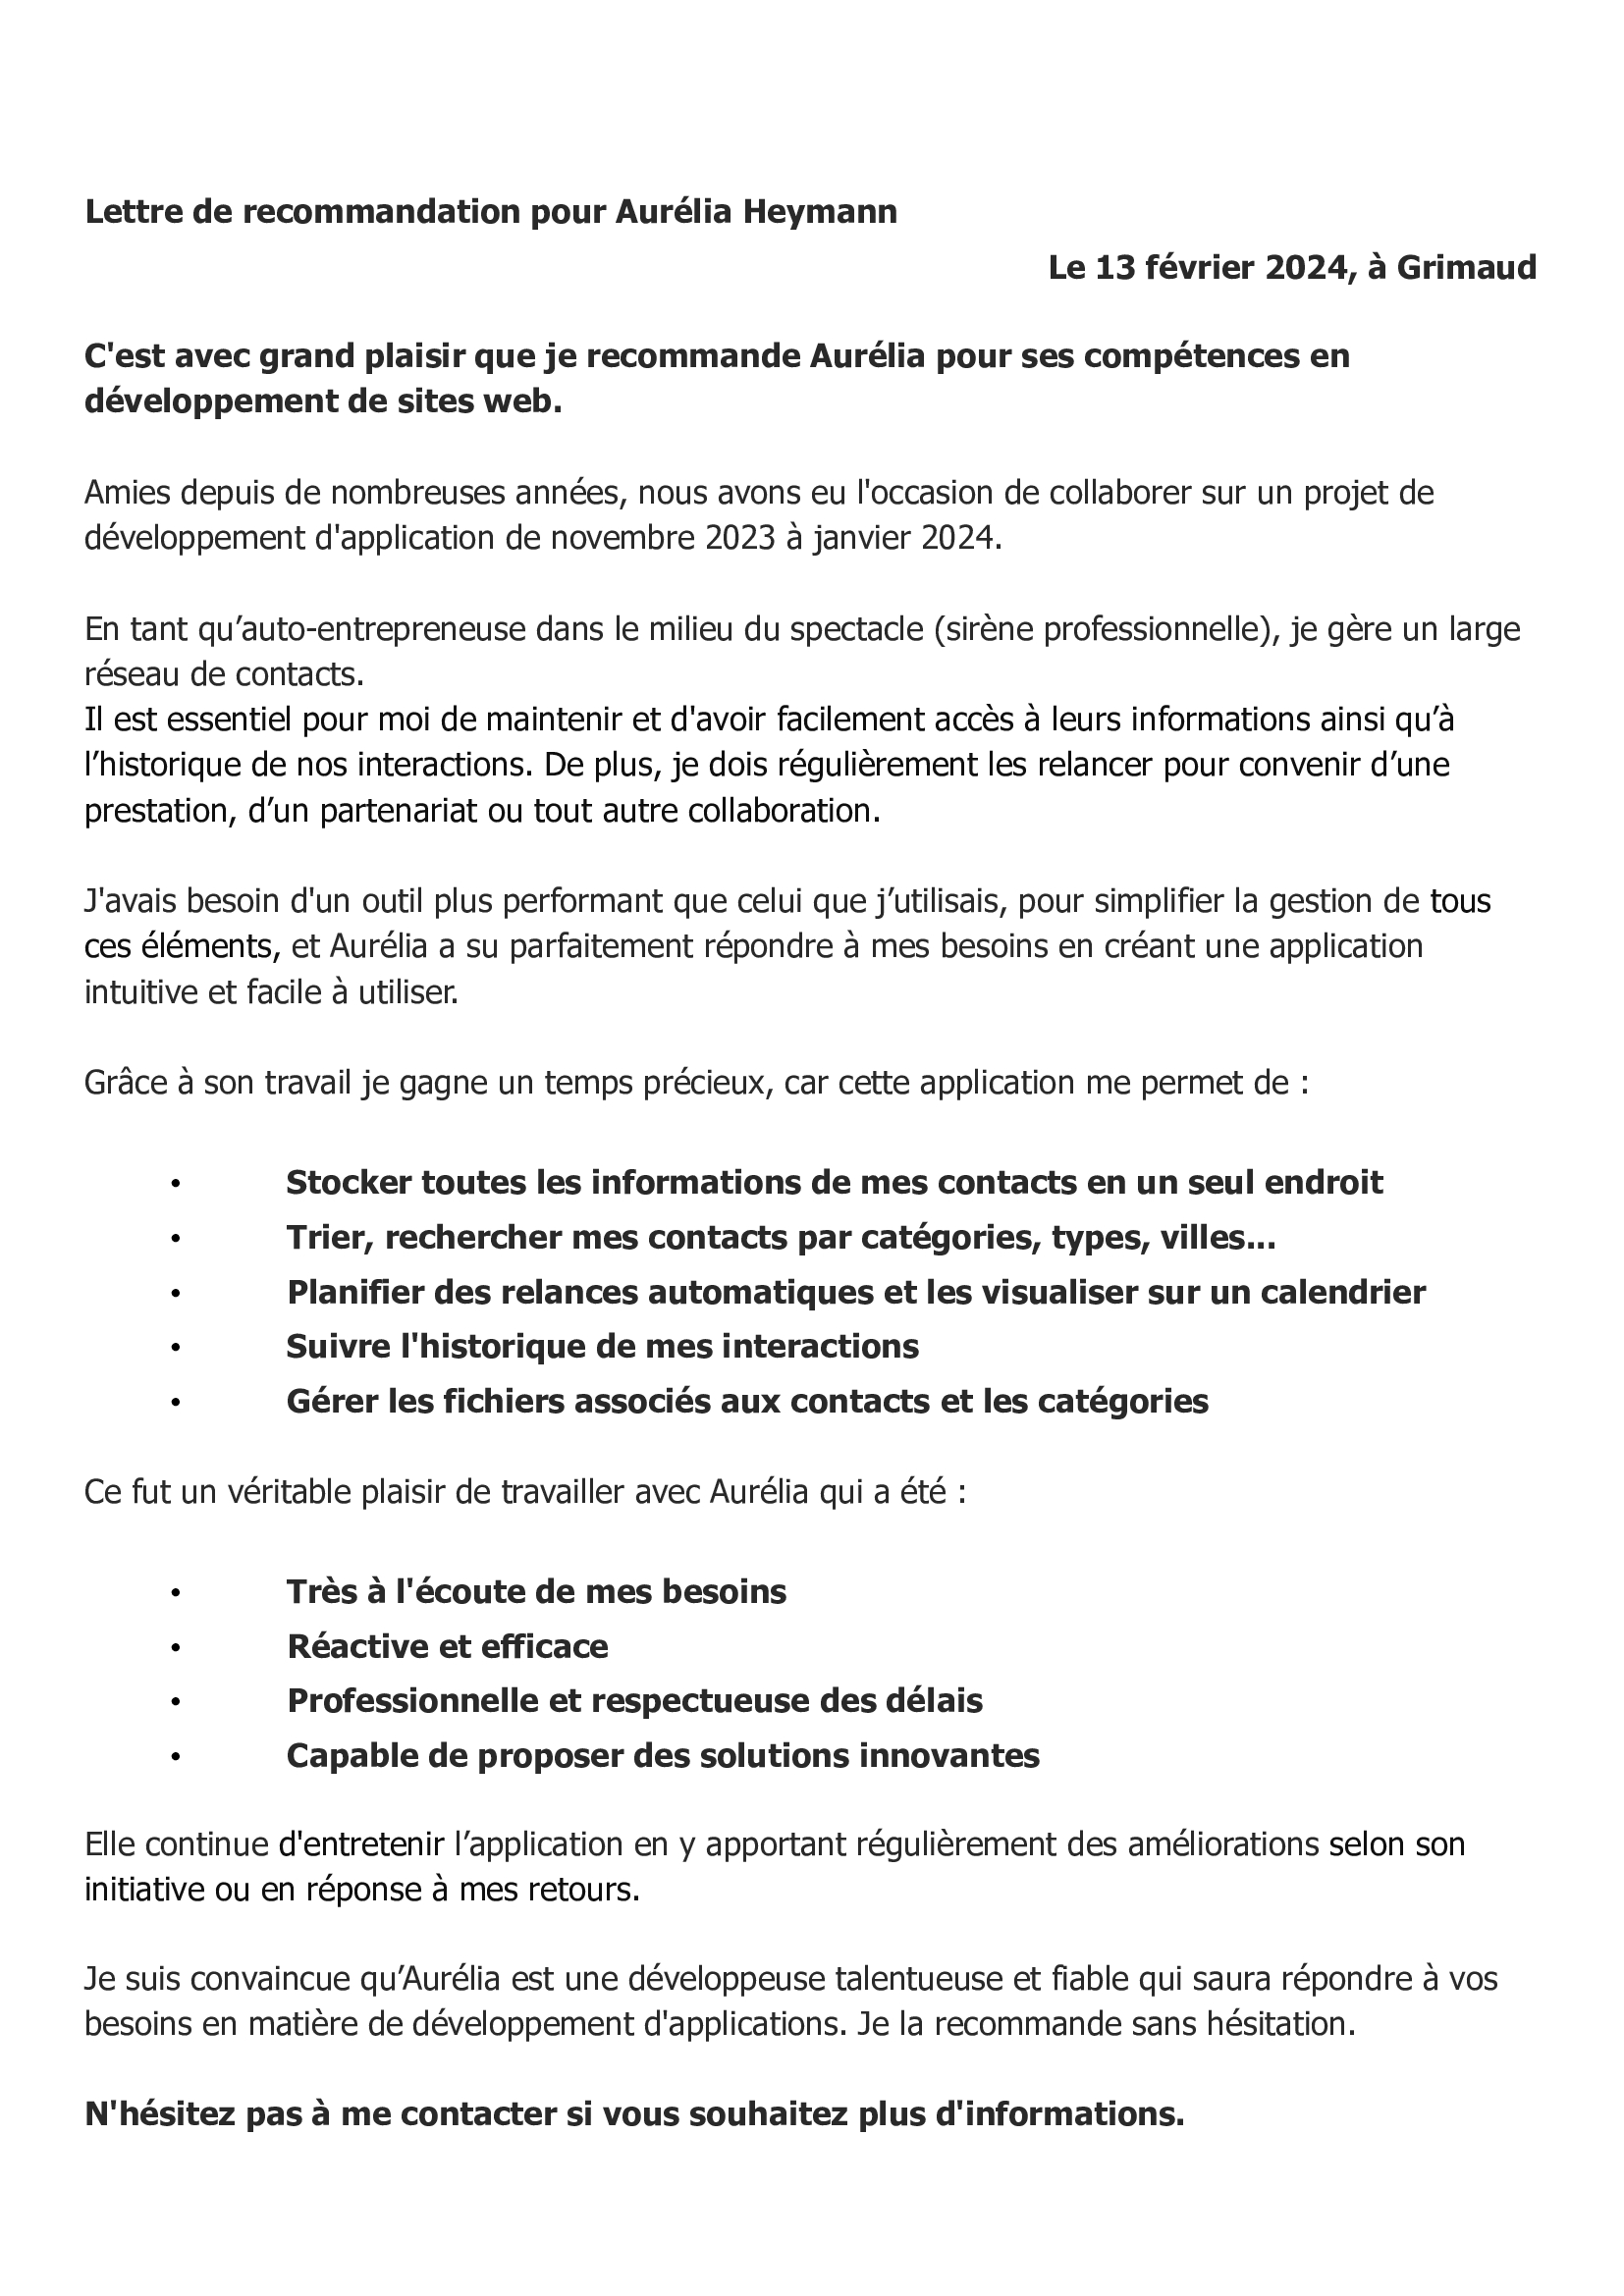 Lettre de recommandation pour Aurélia Heymann
Le 13 février 2024, à Grimaud
C'est avec grand plaisir que je recommande Aurélia pour ses compétences en
développement de sites web.
Amies depuis de nombreuses années, nous avons eu l'occasion de collaborer sur un projet de
développement d'application de novembre 2023 à janvier 2024.
En tant qu’auto-entrepreneuse dans le milieu du spectacle (sirène professionnelle), je gère un large
réseau de contacts.
Il est essentiel pour moi de maintenir et d'avoir facilement accès à leurs informations ainsi qu’à
l’historique de nos interactions. De plus, je dois régulièrement les relancer pour convenir d’une
prestation, d’un partenariat ou tout autre collaboration.
J'avais besoin d'un outil plus performant que celui que j’utilisais, pour simplifier la gestion de tous
ces éléments, et Aurélia a su parfaitement répondre à mes besoins en créant une application
intuitive et facile à utiliser.
Grâce à son travail je gagne un temps précieux, car cette application me permet de :
• Stocker toutes les informations de mes contacts en un seul endroit
• Trier, rechercher mes contacts par catégories, types, villes...
• Planifier des relances automatiques et les visualiser sur un calendrier
• Suivre l'historique de mes interactions
• Gérer les fichiers associés aux contacts et les catégories
Ce fut un véritable plaisir de travailler avec Aurélia qui a été :
• Très à l'écoute de mes besoins
• Réactive et efficace
• Professionnelle et respectueuse des délais
• Capable de proposer des solutions innovantes
Elle continue d'entretenir l’application en y apportant régulièrement des améliorations selon son
initiative ou en réponse à mes retours.
Je suis convaincue qu’Aurélia est une développeuse talentueuse et fiable qui saura répondre à vos
besoins en matière de développement d'applications. Je la recommande sans hésitation.
N'hésitez pas à me contacter si vous souhaitez plus d'informations.